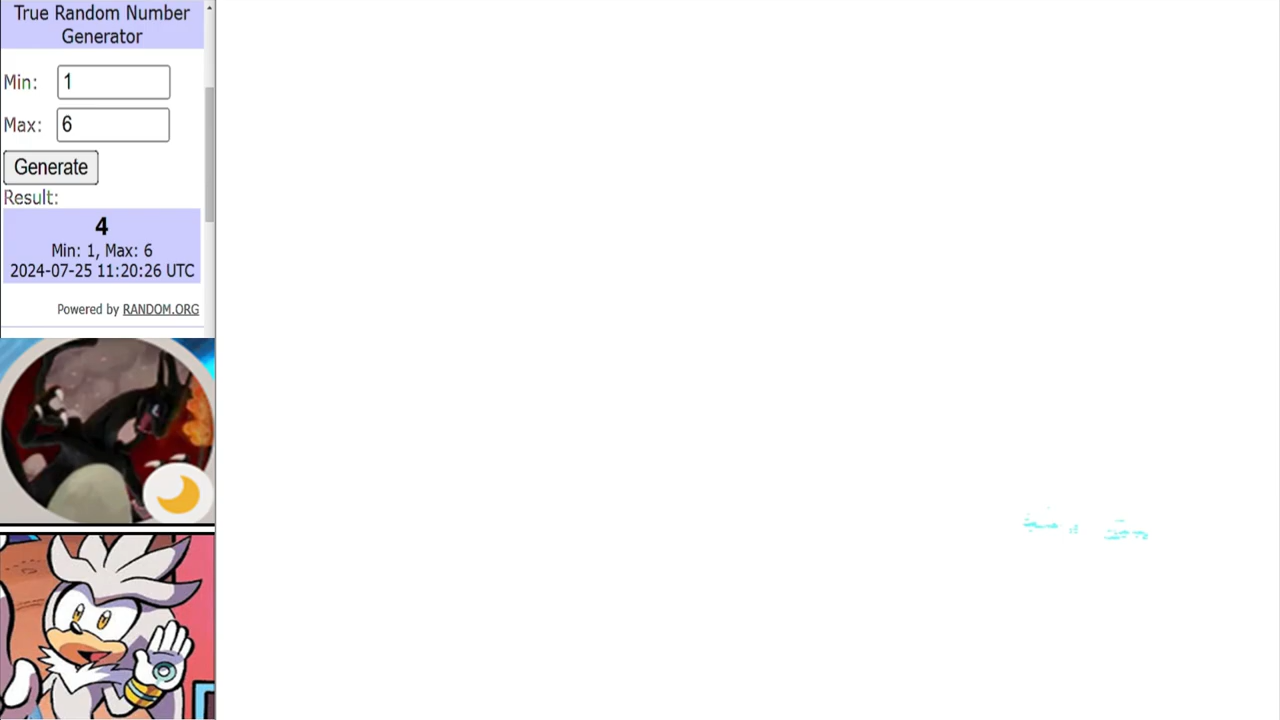 True Random Number
Generator
Min: 1
Max: 6
Generate
Result:
4
Min: 1, Max: 6
2024-07-25 11:20:26 UTC
Powered by RANDOM.ORG